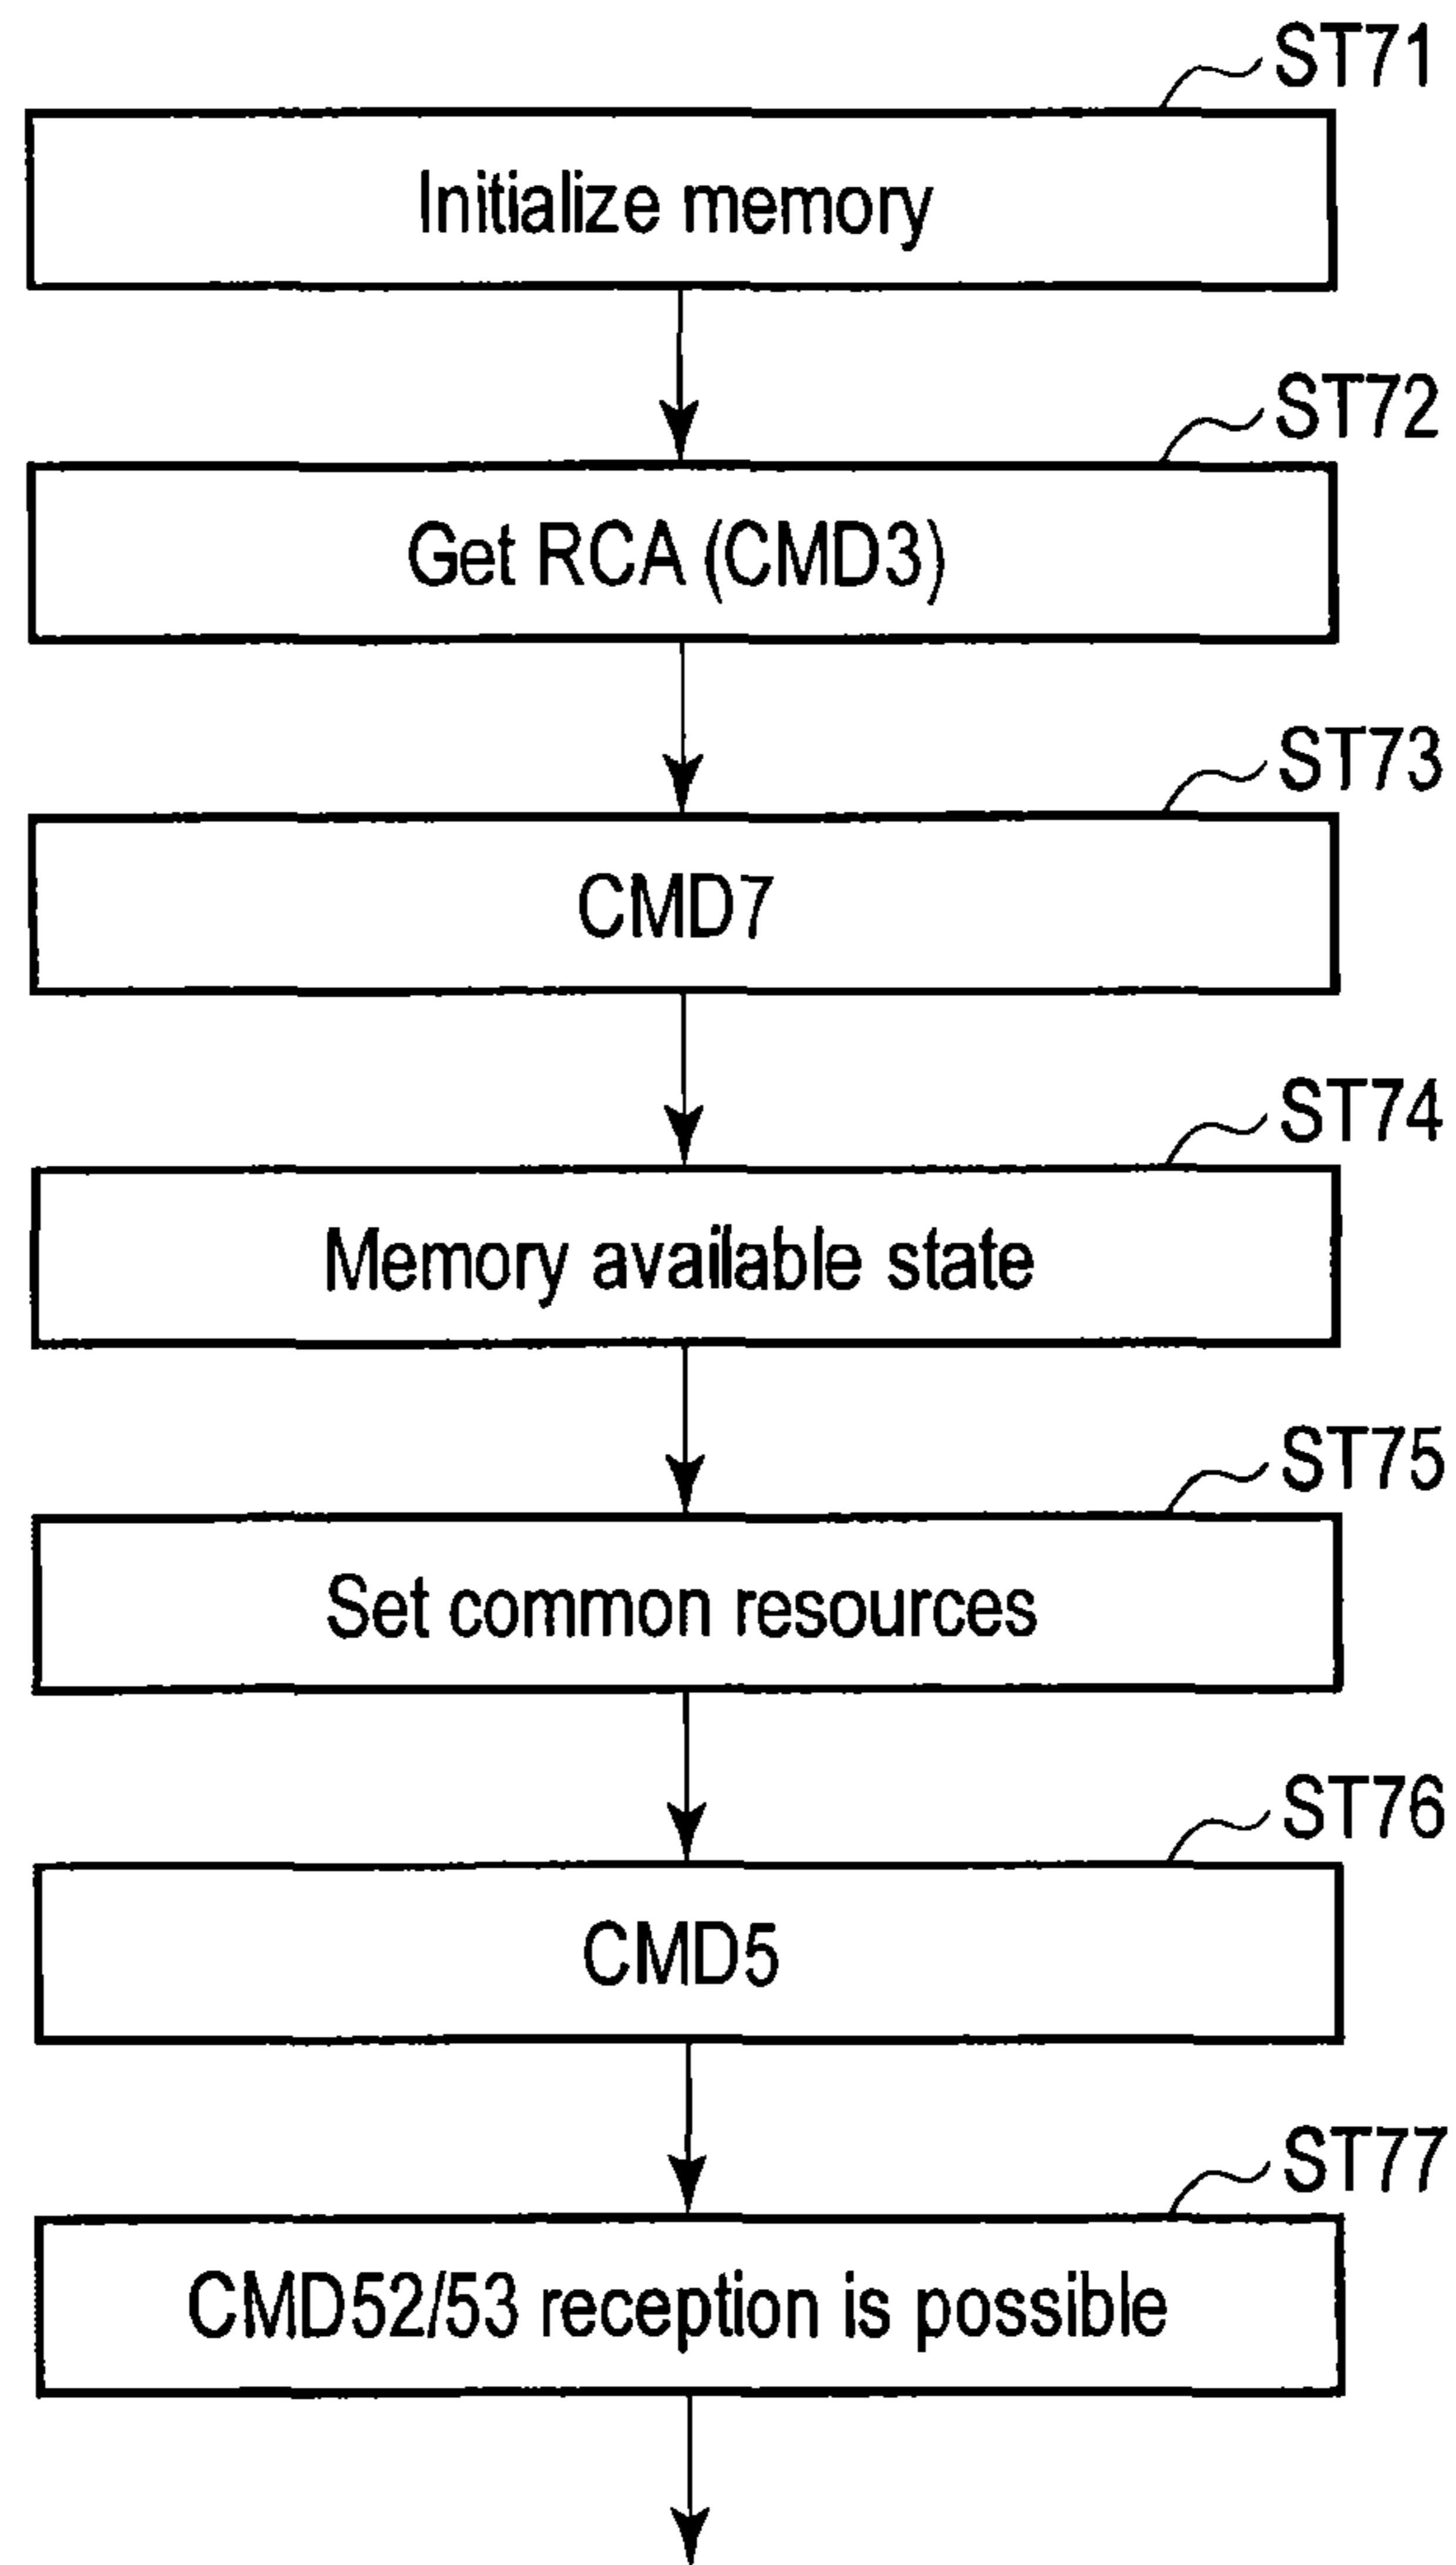 ST71
Initialize memory
ST72
Get RCA (CMD3)
ST73
CMD7
ST74
Memory available state
ST75
Set common resources
ST76
CMD5
ST77
CMD52/53 reception is possible